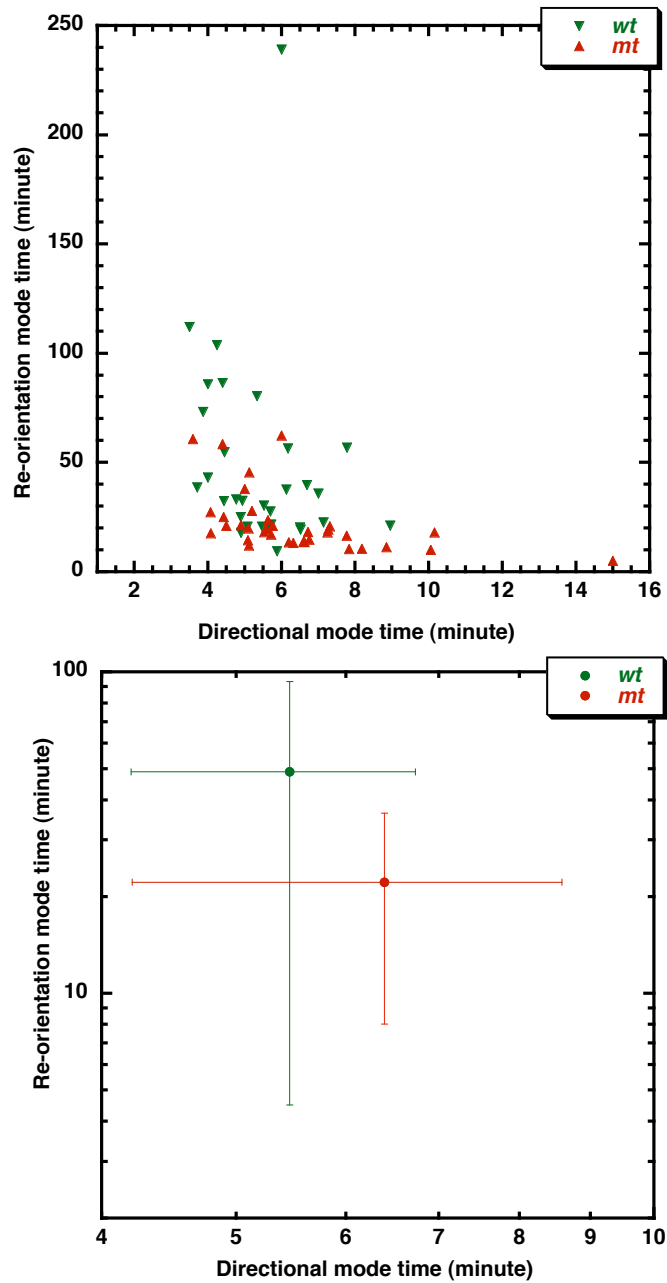 wt
mt
250
200
150
100
50
0
Re-orientation mode time (minute)
2 4 6 8 10 12 14 16
Directional mode time (minute)
wt
mt
100
10
Re-orientation mode time (minute)
4 5 6 7 8 9 10
Directional mode time (minute)